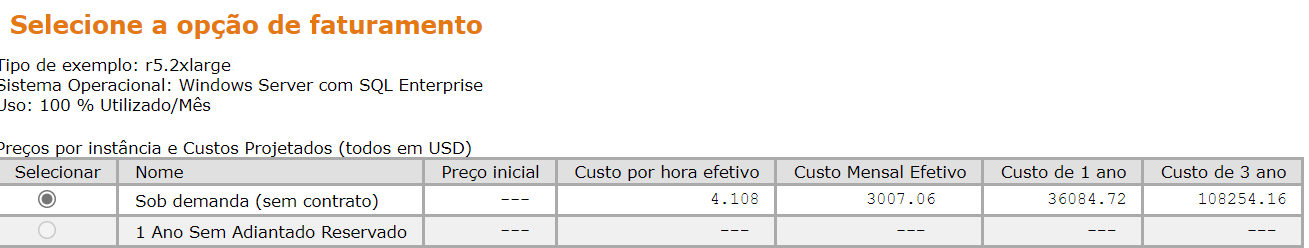 Selecione a opção de faturamento
Tipo de exemplo: r5.2xlarge
Sistema Operacional: Windows Server com SQL Enterprise
Uso: 100 % Utilizado/Mês
Preços por instância e Custos Projetados (todos em USD)
Selecionar Nome Preço inicial Custo por hora efetivo Custo Mensal Efetivo Custo de 1 ano Custo de 3 ano
Sob demanda (sem contrato) --- 4.108 3007.06 36084.72 108254.16
1 Ano Sem Adiantado Reservado --- --- --- --- ---